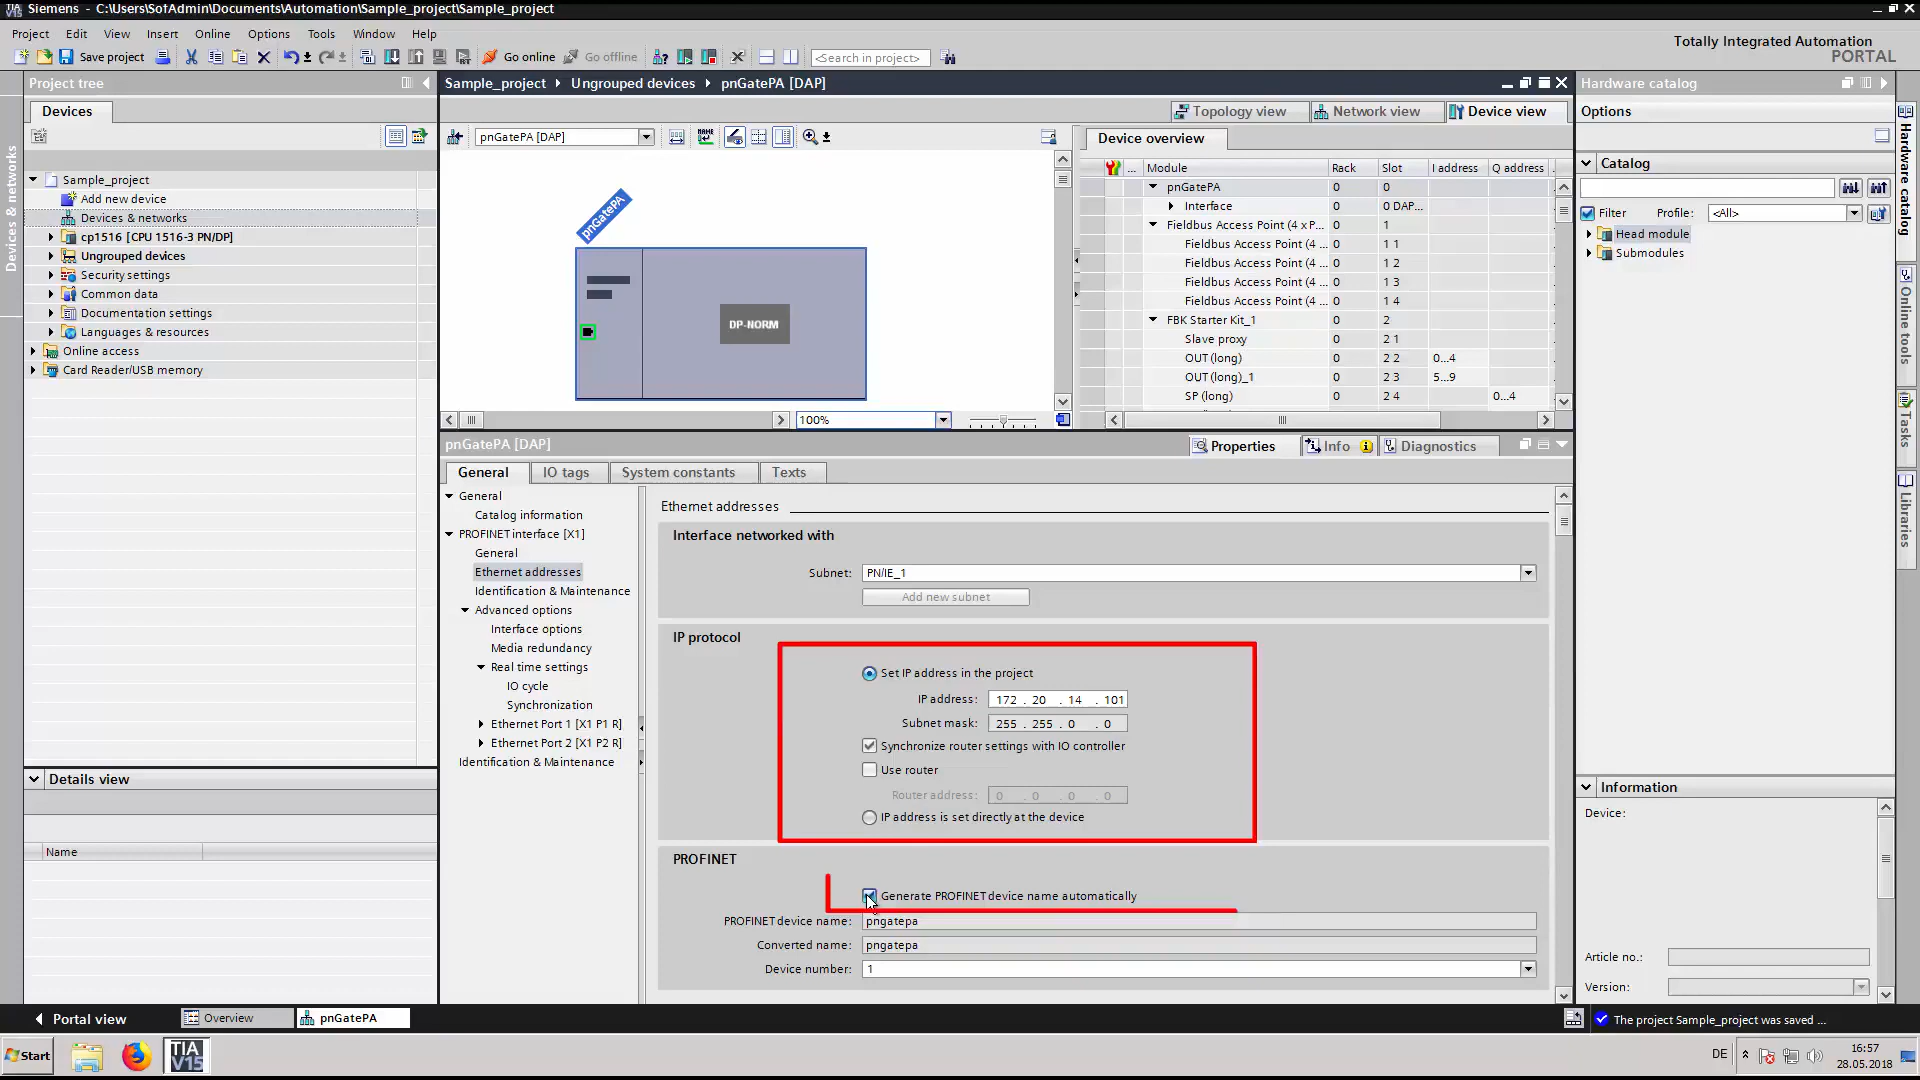 Siemens - C:\Users\SofAdmin\Documents\Automation\Sample_project\Sample_project
Project Edit View Insert Online Options Tools Window Help
Save project Go online Go offline <Search in project>
Totally Integrated Automation
PORTAL
Project tree
Devices
Devices & networks
Sample_project
Add new device
Devices & networks
cp1516 [CPU 1516-3 PN/DP]
Ungrouped devices
Security settings
Common data
Documentation settings
Languages & resources
Online access
Card Reader/USB memory
Details view
Name
Sample_project Ungrouped devices pnGatePA [DAP]
Topology view Network view Device view
pnGatePA [DAP]
pnGatePA
DP-NORM
100%
Device overview
... Module Rack Slot I address Q address
pnGatePA 0 0
Interface 0 0 DAP...
Fieldbus Access Point (4 x P... 0 1
Fieldbus Access Point (4 ... 0 1 1
Fieldbus Access Point (4 ... 0 1 2
Fieldbus Access Point (4 ... 0 1 3
Fieldbus Access Point (4 ... 0 1 4
FBK Starter Kit_1 0 2
Slave proxy 0 2 1
OUT (long) 0 2 2 0...4
OUT (long)_1 0 2 3 5...9
SP (long) 0 2 4 0...4
pnGatePA [DAP]
Properties Info Diagnostics
General IO tags System constants Texts
General
Catalog information
PROFINET interface [X1]
General
Ethernet addresses
Identification & Maintenance
Advanced options
Interface options
Media redundancy
Real time settings
IO cycle
Synchronization
Ethernet Port 1 [X1 P1 R]
Ethernet Port 2 [X1 P2 R]
Identification & Maintenance
Ethernet addresses
Interface networked with
Subnet: PN/IE_1
Add new subnet
IP protocol
Set IP address in the project
IP address: 172 . 20 . 14 . 101
Subnet mask: 255 . 255 . 0 . 0
Synchronize router settings with IO controller
Use router
Router address: 0 . 0 . 0 . 0
IP address is set directly at the device
PROFINET
Generate PROFINET device name automatically
PROFINET device name: pngatepa
Converted name: pngatepa
Device number: 1
Hardware catalog
Options
Catalog
Filter Profile: <All>
Head module
Submodules
Information
Device:
Article no.:
Version:
Hardware catalog
Online tools
Tasks
Libraries
Portal view Overview pnGatePA
The project Sample_project was saved ...
Start
TIA
V15
DE
16:57
28.05.2018